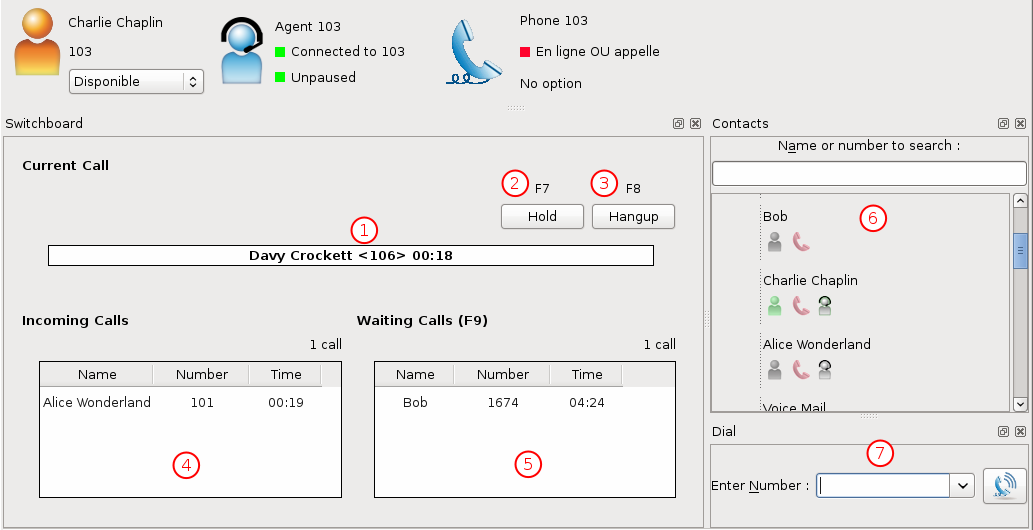 Charlie Chaplin
103
Disponible
Agent 103
Connected to 103
Unpaused
Phone 103
En ligne OU appelle
No option
Switchboard
Current Call
2 F7 3 F8
Hold Hangup
1
Davy Crockett <106> 00:18
Incoming Calls
1 call
Name Number Time
Alice Wonderland 101 00:19
4
Waiting Calls (F9)
1 call
Name Number Time
Bob 1674 04:24
5
Contacts
Name or number to search :
Bob
6
Charlie Chaplin
Alice Wonderland
Voice Mail
Dial
7
Enter Number :